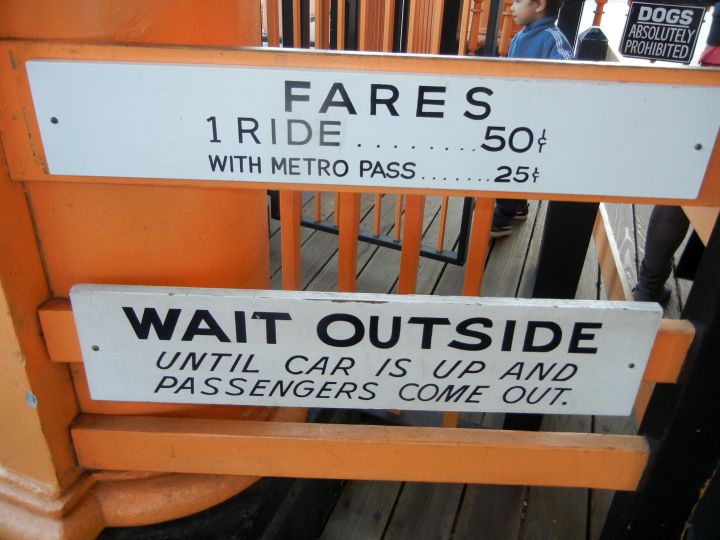 DOGS
ABSOLUTELY
PROHIBITED
FARES
1 RIDE ......... 50¢
WITH METRO PASS ....... 25¢
WAIT OUTSIDE
UNTIL CAR IS UP AND
PASSENGERS COME OUT.